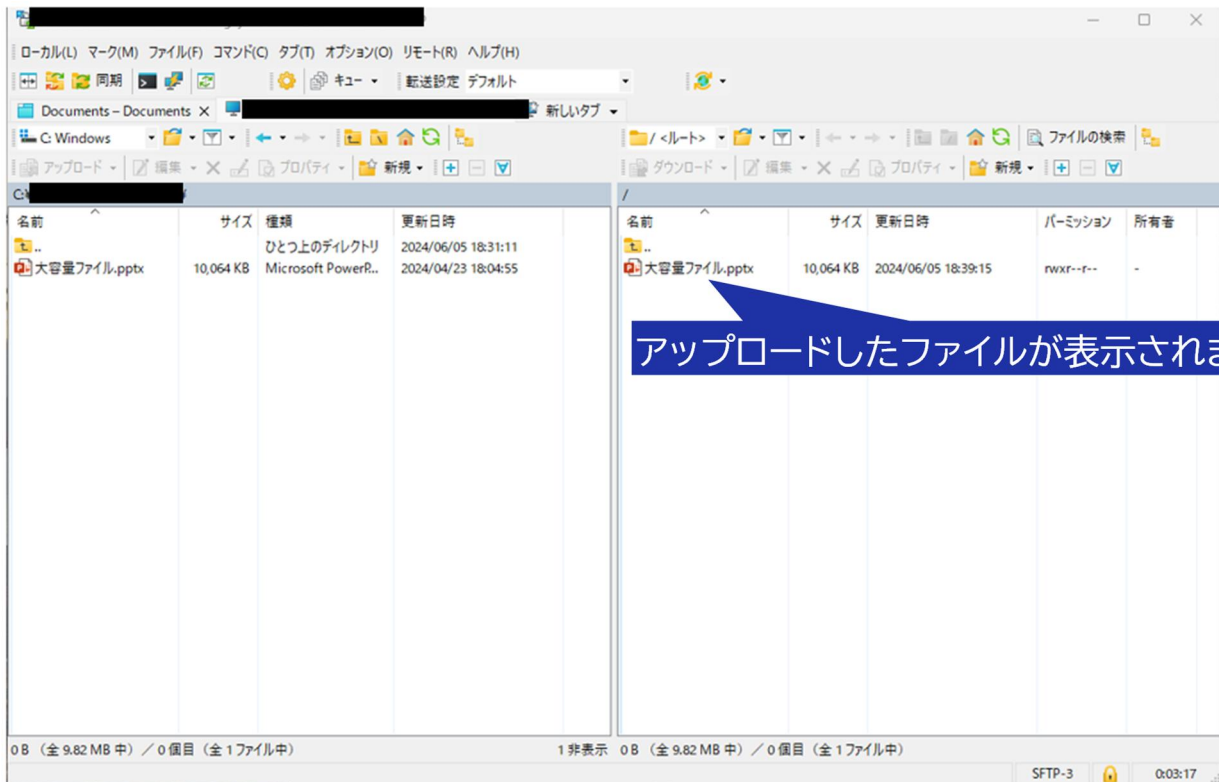 ローカル(L) マーク(M) ファイル(F) コマンド(C) タブ(T) オプション(O) リモート(R) ヘルプ(H)
同期 キュー 転送設定 デフォルト
Documents – Documents × 新しいタブ
C: Windows / <ルート> ファイルの検索
アップロード 編集 プロパティ 新規 ダウンロード 編集 プロパティ 新規
C:¥ /
名前 サイズ 種類 更新日時 名前 サイズ 更新日時 パーミッション 所有者
.. ひとつ上のディレクトリ 2024/06/05 18:31:11 ..
大容量ファイル.pptx 10,064 KB Microsoft PowerP... 2024/04/23 18:04:55 大容量ファイル.pptx 10,064 KB 2024/06/05 18:39:15 rwxr--r-- -
アップロードしたファイルが表示されま
0 B （全 9.82 MB 中）／ 0 個目（全 1 ファイル中） 1 非表示 0 B （全 9.82 MB 中）／ 0 個目（全 1 ファイル中）
SFTP-3 0:03:17